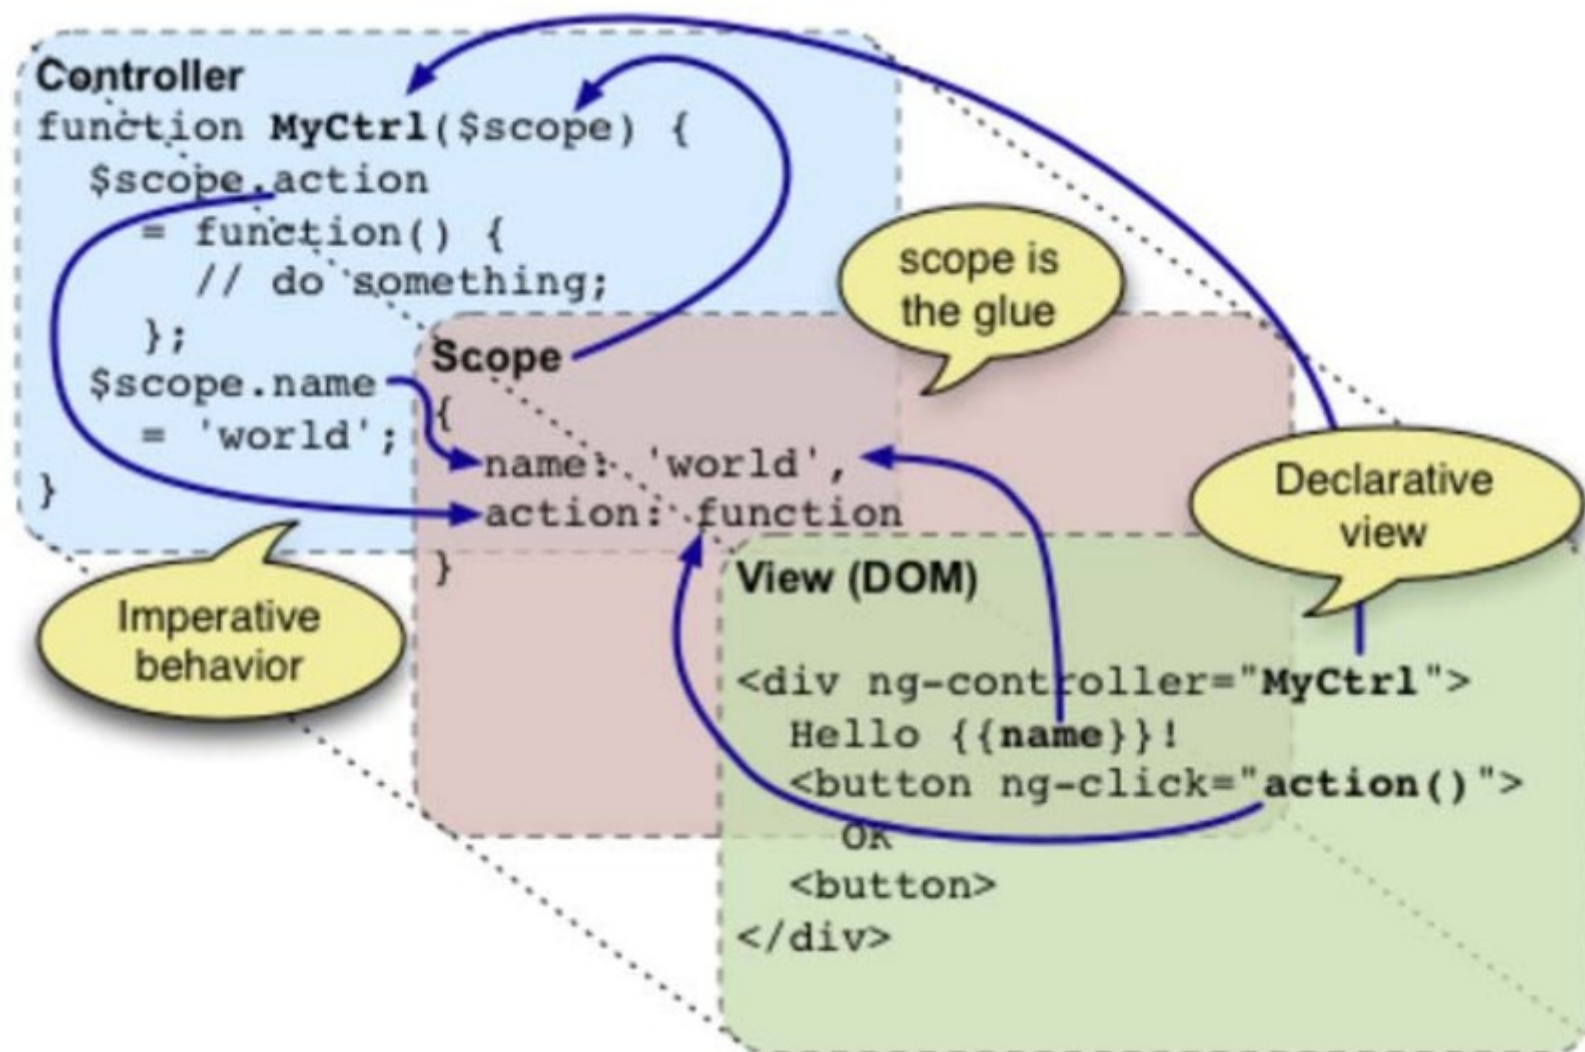 Controller
function MyCtrl($scope) {
$scope.action
= function() {
// do something;
};
$scope.name
= 'world';
}
Imperative
behavior
scope is
the glue
Scope
{
name: 'world',
action: function
}
Declarative
view
View (DOM)
<div ng-controller="MyCtrl">
Hello {{name}}!
<button ng-click="action()">
OK
<button>
</div>